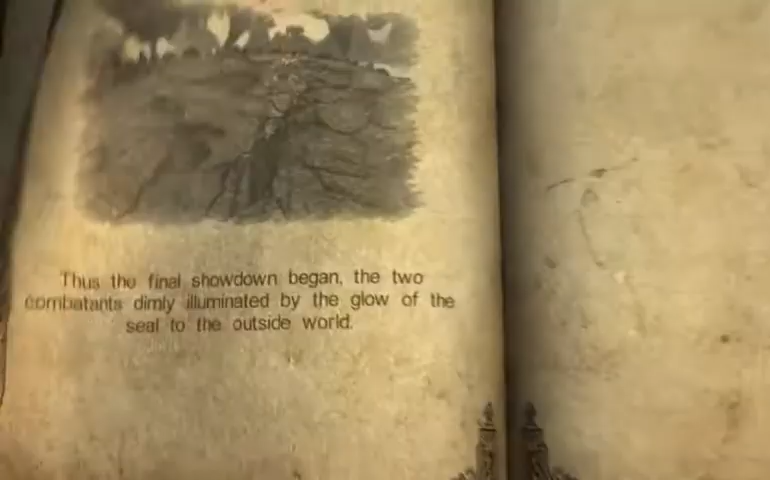 Thus the final showdown began, the two
combatants dimly illuminated by the glow of the
seal to the outside world.